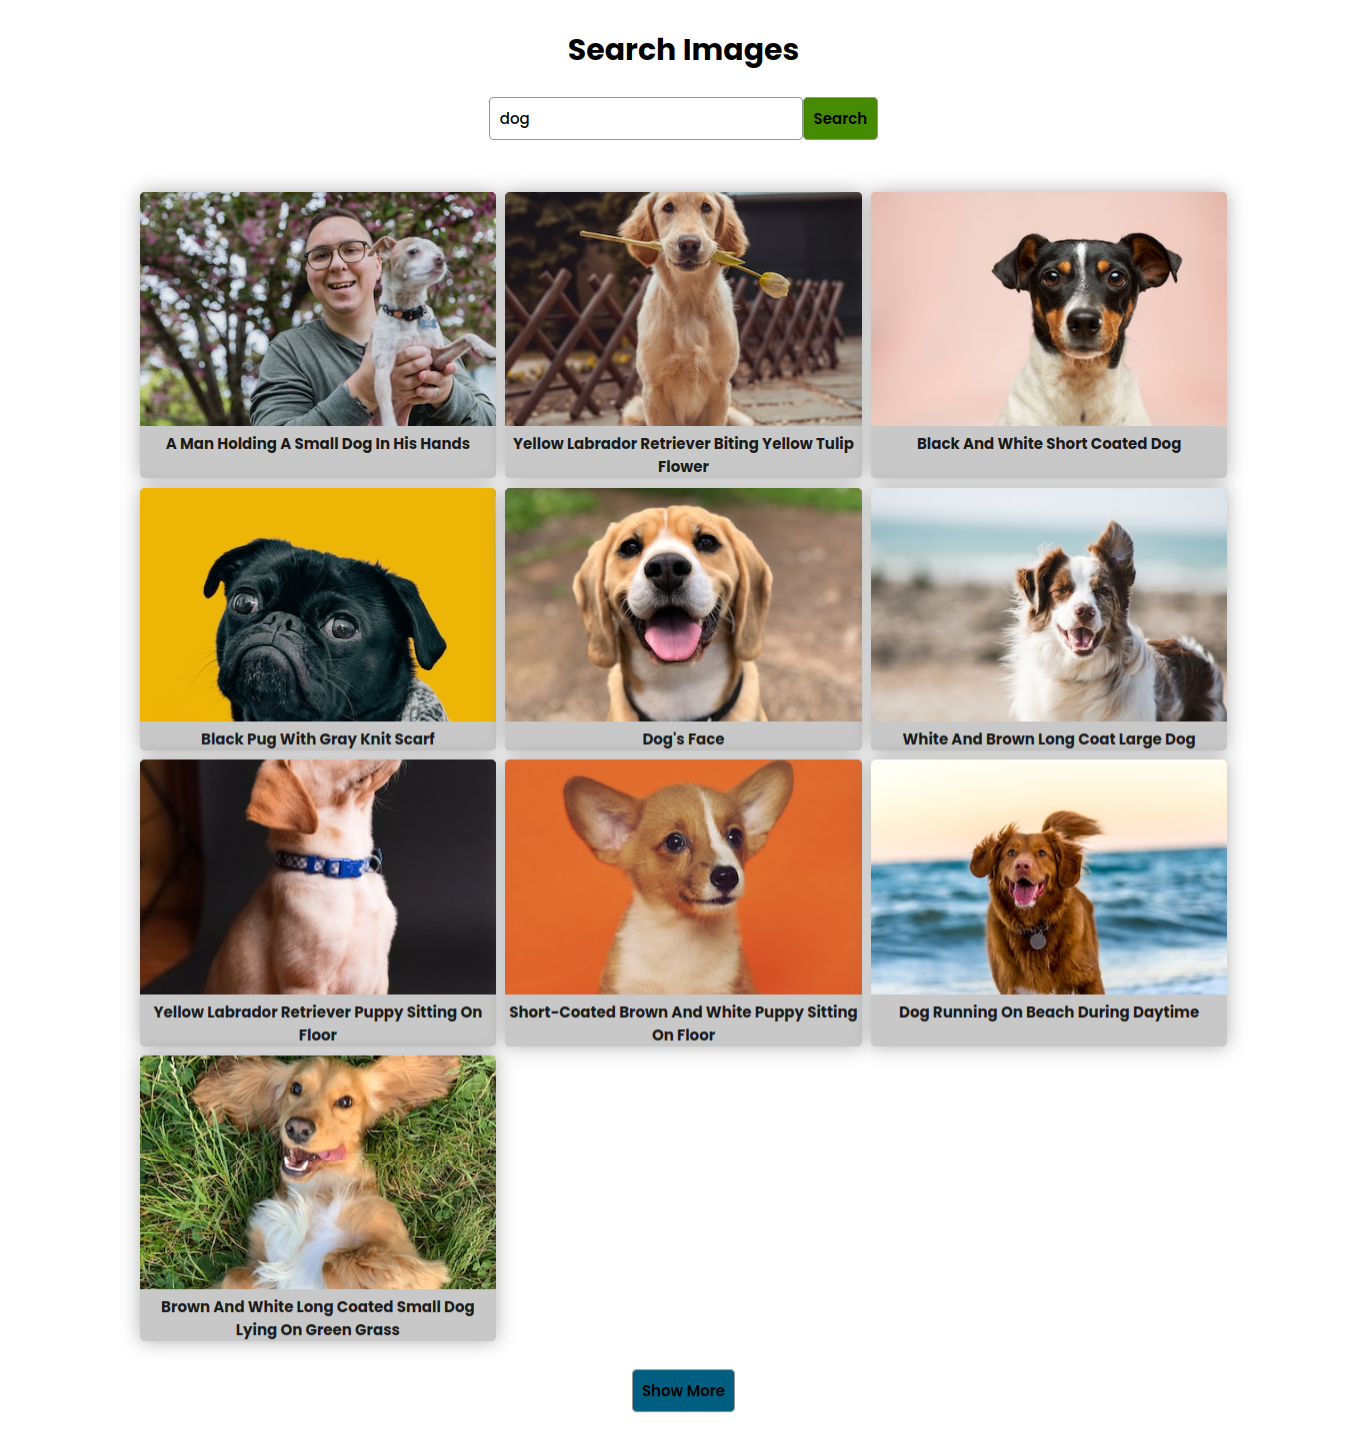 Search Images
dog
Search
A Man Holding A Small Dog In His Hands
Yellow Labrador Retriever Biting Yellow Tulip
Flower
Black And White Short Coated Dog
Black Pug With Gray Knit Scarf
Dog's Face
White And Brown Long Coat Large Dog
Yellow Labrador Retriever Puppy Sitting On
Floor
Short-Coated Brown And White Puppy Sitting
On Floor
Dog Running On Beach During Daytime
Brown And White Long Coated Small Dog
Lying On Green Grass
Show More